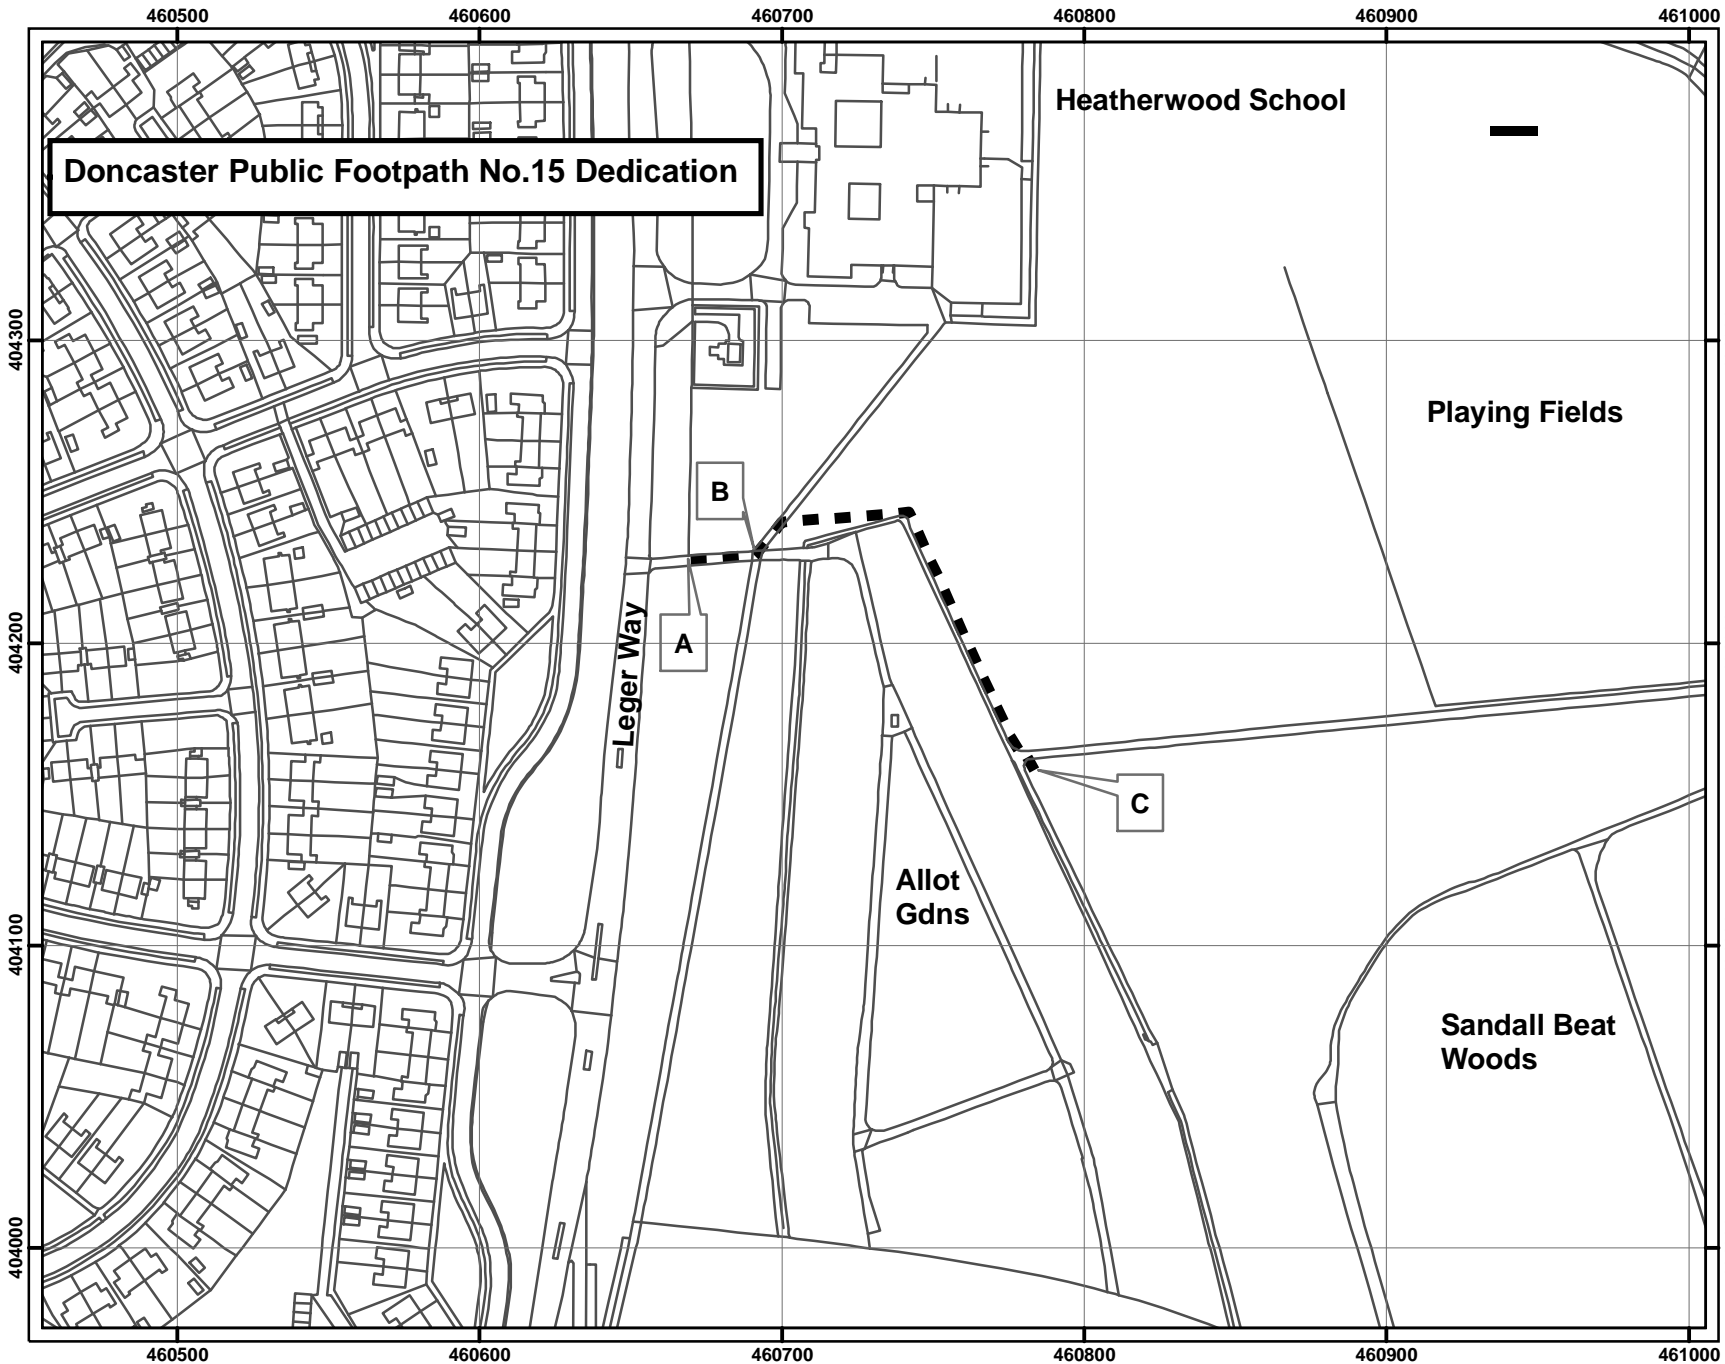 460500 460600 460700 460800 460900 461000
Heatherwood School
Doncaster Public Footpath No.15 Dedication
404300
Playing Fields
B
404200
A
Leger Way
C
Allot
Gdns
404100
Sandall Beat
Woods
404000
460500 460600 460700 460800 460900 461000